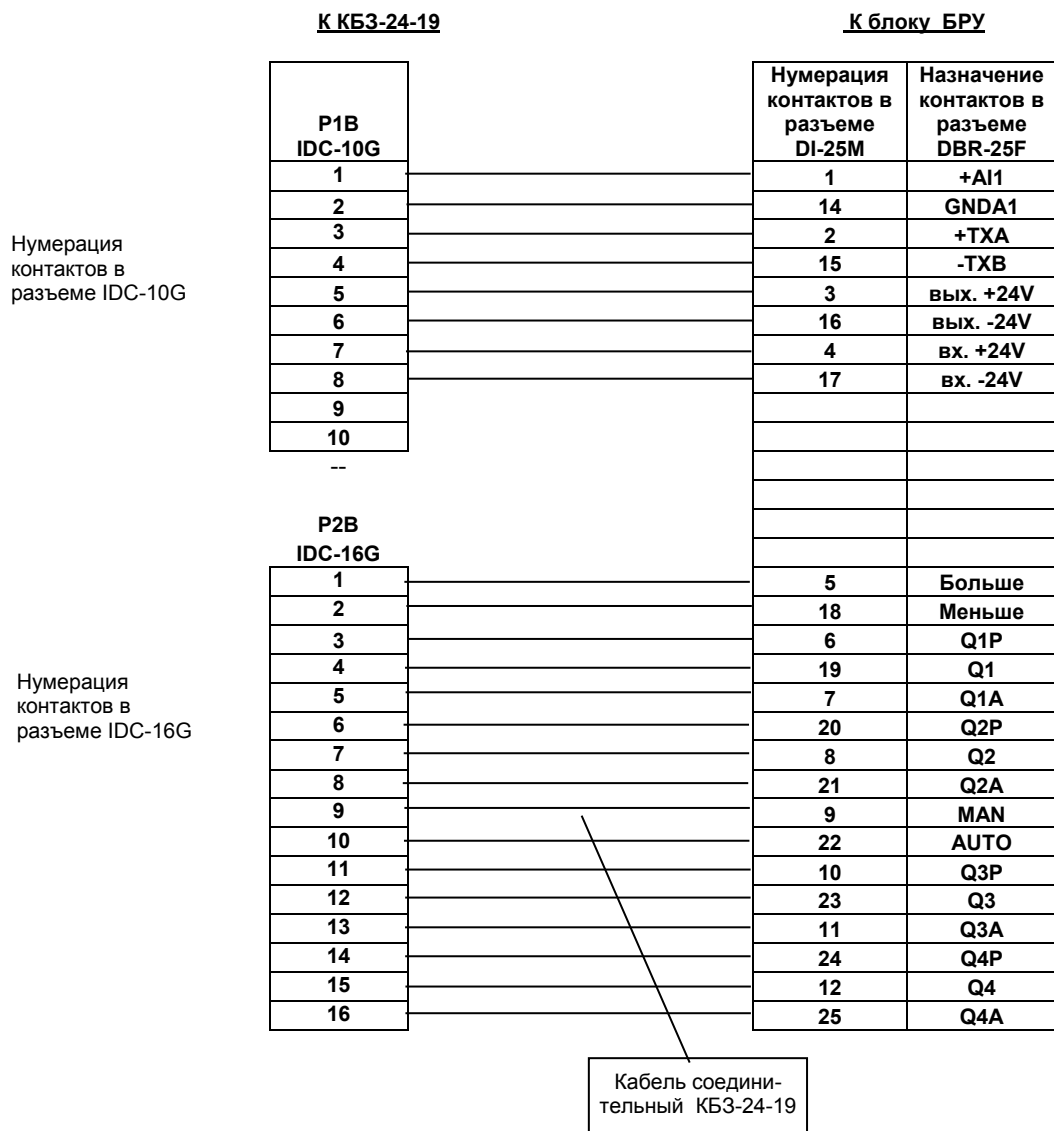 К КБЗ-24-19
К блоку БРУ
P1B
IDC-10G
Нумерация
контактов в
разъеме
DI-25M
Назначение
контактов в
разъеме
DBR-25F
Нумерация
контактов в
разъеме IDC-10G
1 1 +AI1
2 14 GNDA1
3 2 +TXA
4 15 -TXB
5 3 вых. +24V
6 16 вых. -24V
7 4 вх. +24V
8 17 вх. -24V
9
10
--
P2B
IDC-16G
Нумерация
контактов в
разъеме IDC-16G
1 5 Больше
2 18 Меньше
3 6 Q1P
4 19 Q1
5 7 Q1A
6 20 Q2P
7 8 Q2
8 21 Q2A
9 9 MAN
10 22 AUTO
11 10 Q3P
12 23 Q3
13 11 Q3A
14 24 Q4P
15 12 Q4
16 25 Q4A
Кабель соедини-
тельный КБЗ-24-19